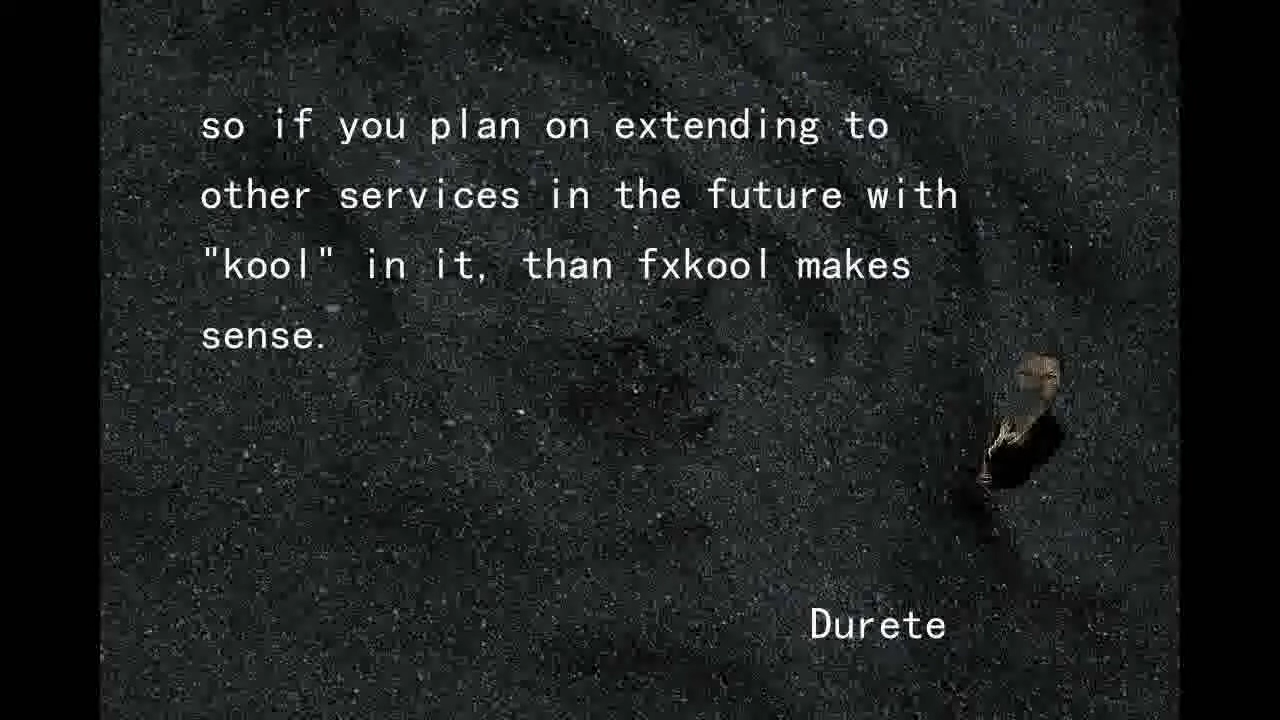 so if you plan on extending to
other services in the future with
"kool" in it, than fxkool makes
sense.
Durete